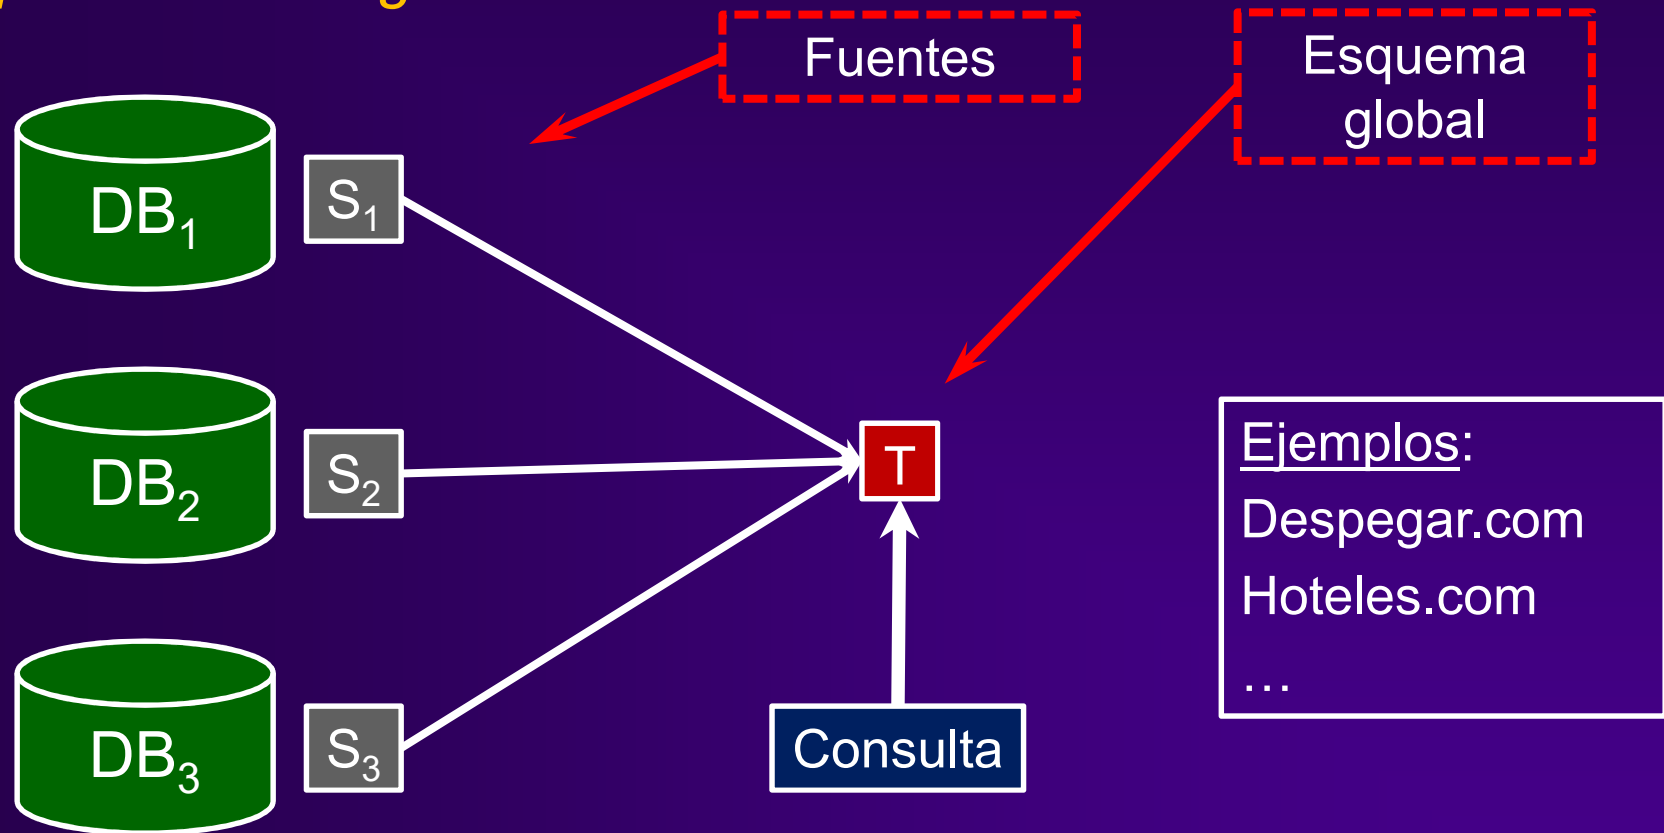 Fuentes
Esquema
global
DB1
S1
DB2
S2
T
Ejemplos:
Despegar.com
Hoteles.com
…
DB3
S3
Consulta